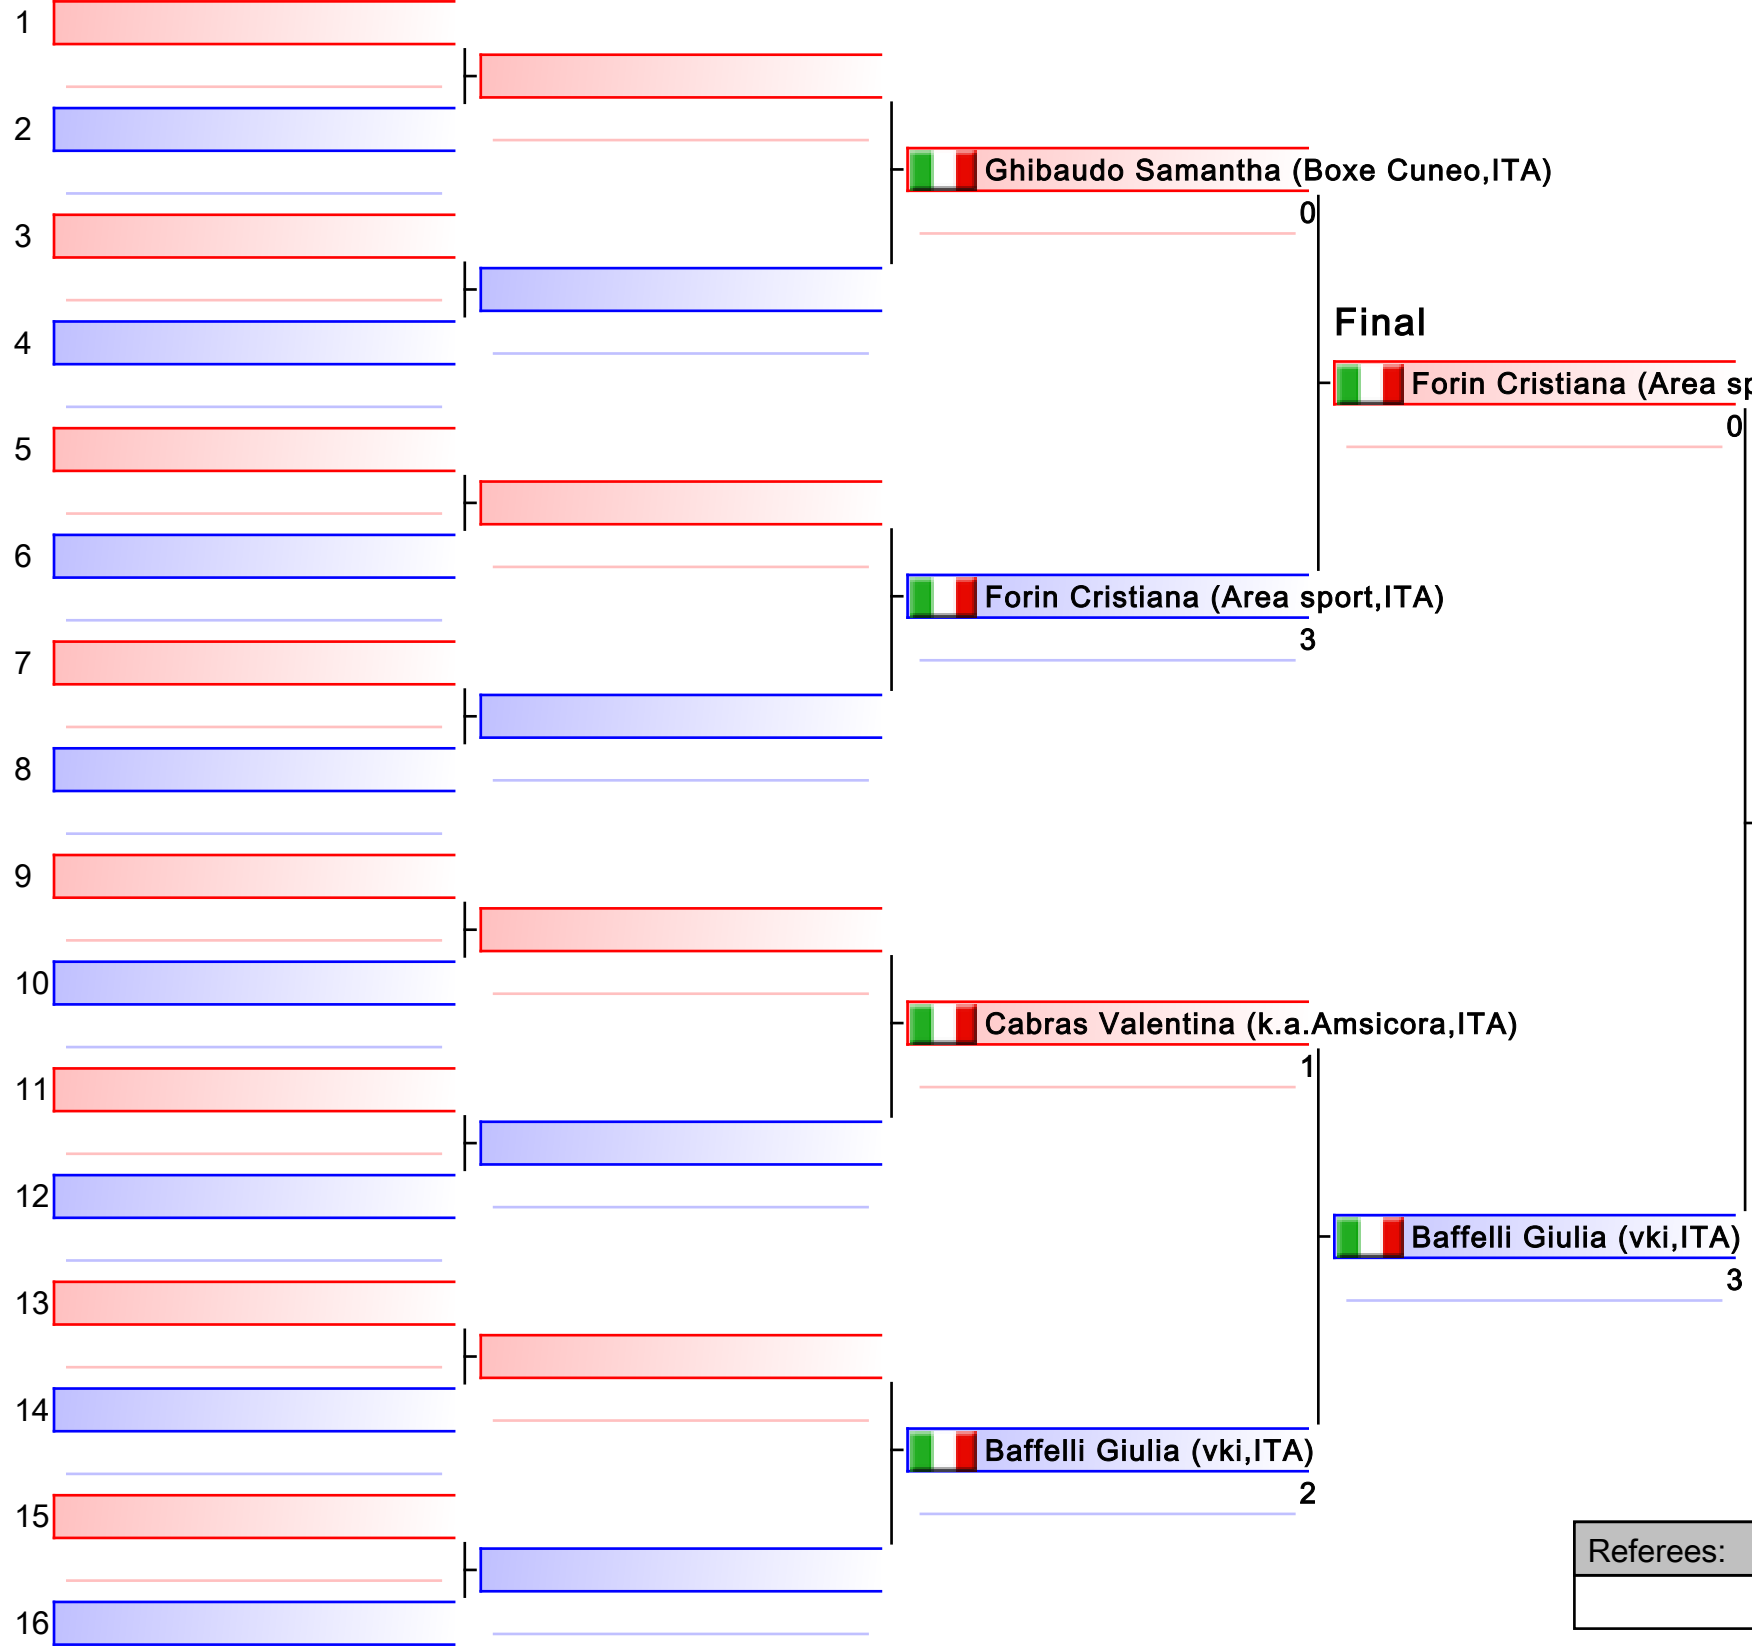 1
2
Ghibaudo Samantha (Boxe Cuneo,ITA)
0
3
Final
4
Forin Cristiana (Area sp
0
5
6
Forin Cristiana (Area sport,ITA)
3
7
8
9
10
Cabras Valentina (k.a.Amsicora,ITA)
1
11
12
Baffelli Giulia (vki,ITA)
3
13
14
Baffelli Giulia (vki,ITA)
2
15
Referees:
16